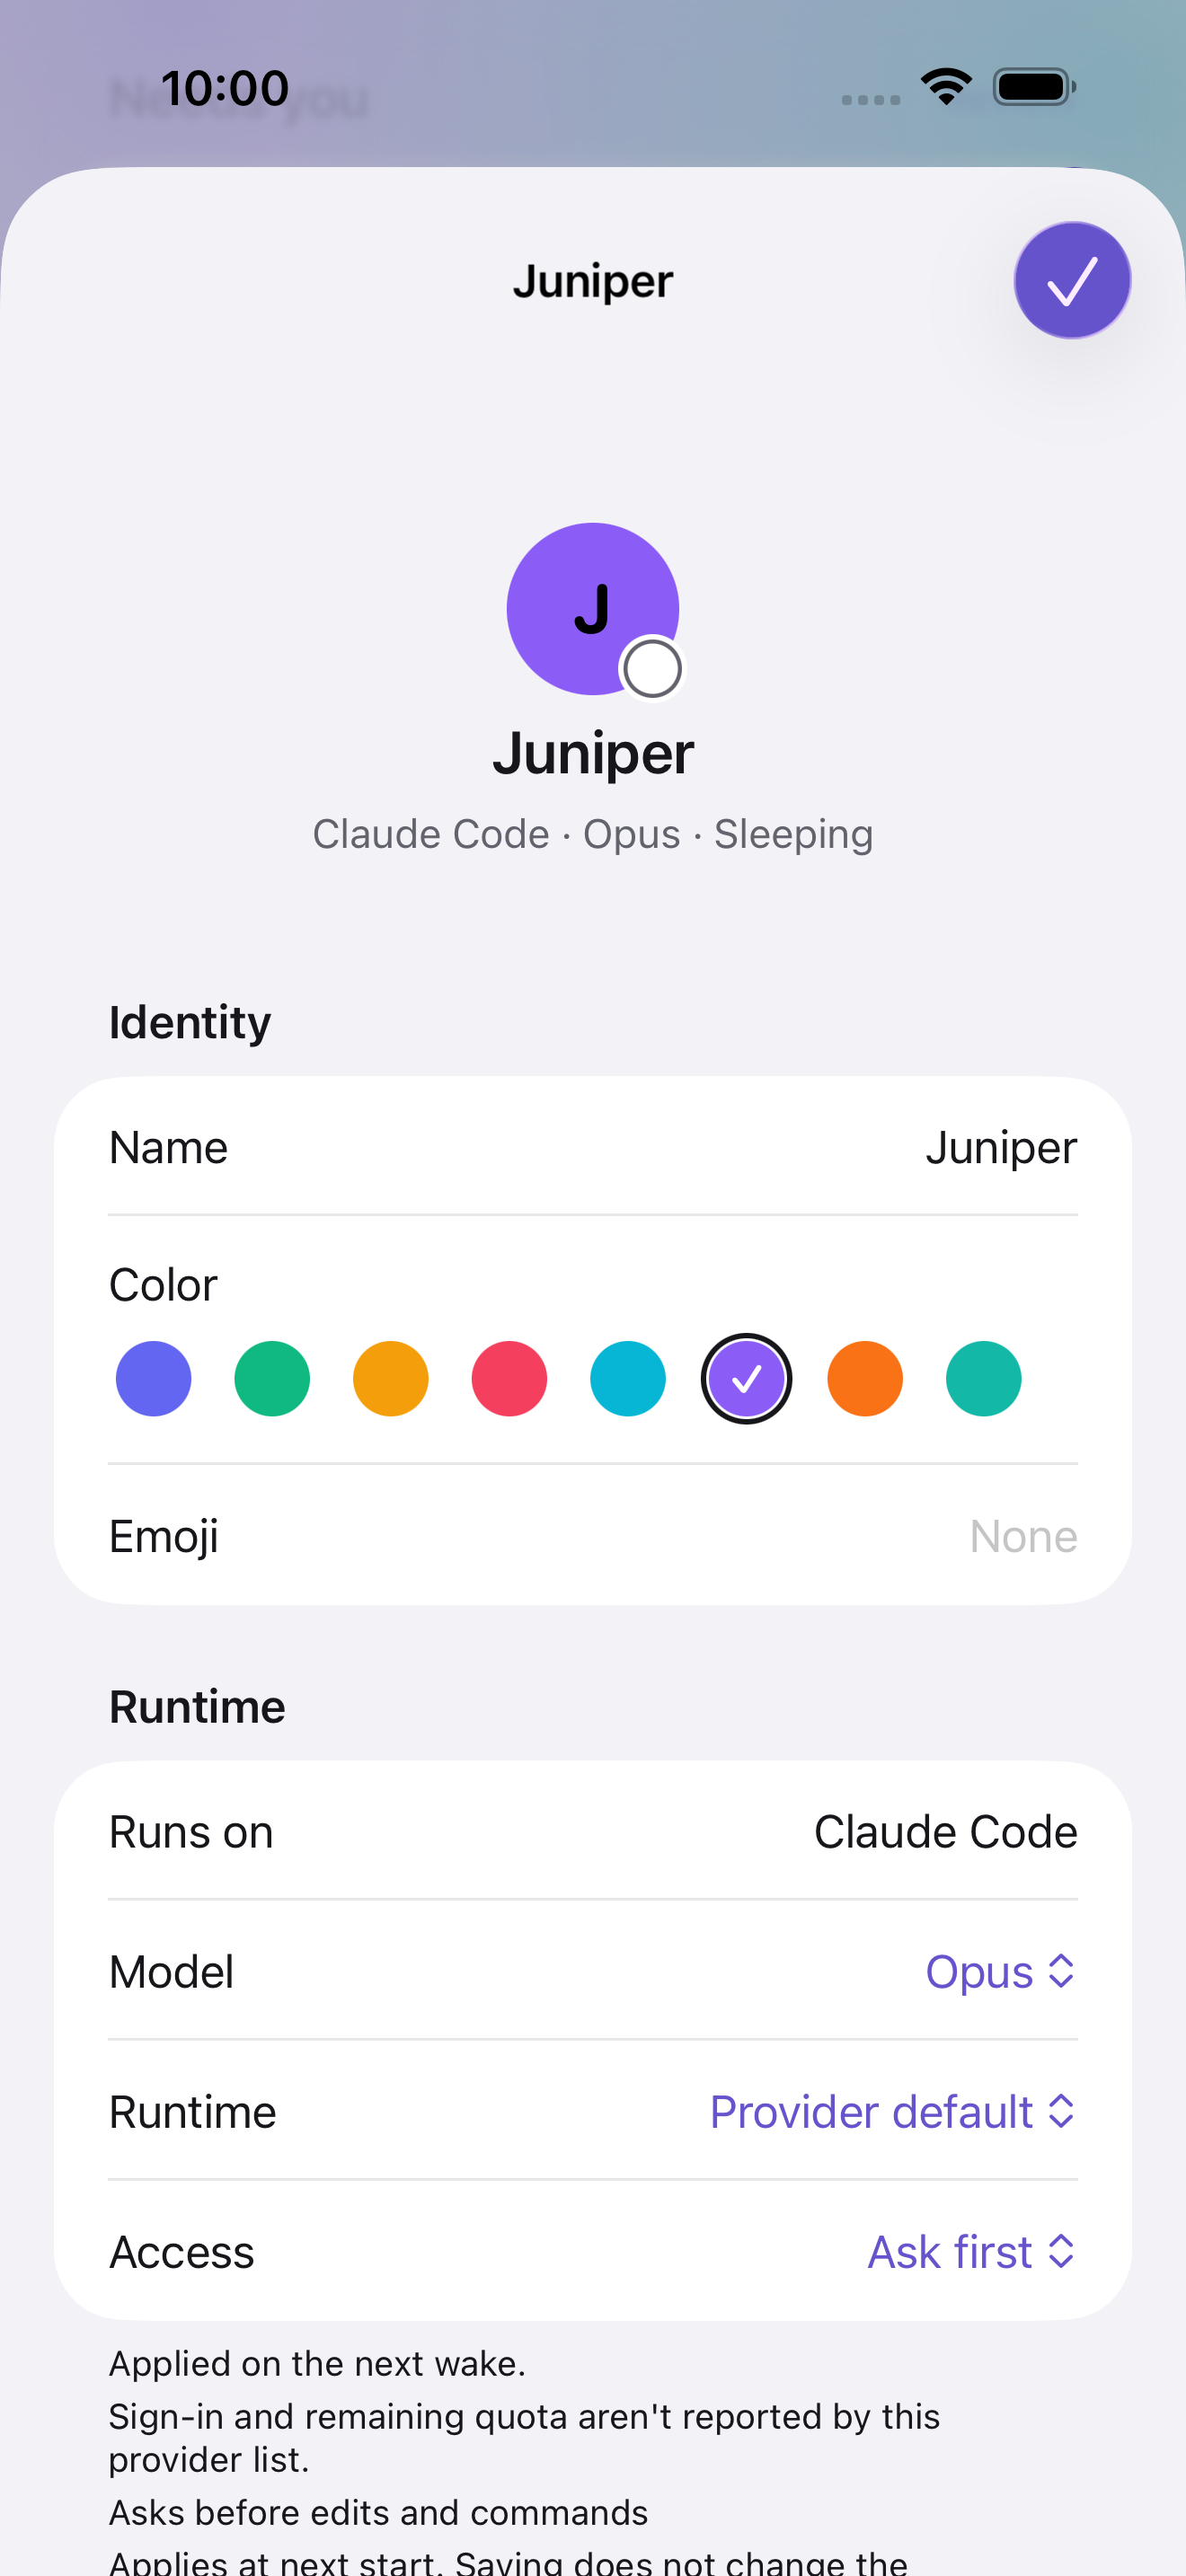 10:00
Needs you
Juniper
J
Juniper
Claude Code · Opus · Sleeping
Identity
Name
Juniper
Color
Emoji
None
Runtime
Runs on
Claude Code
Model
Opus
Runtime
Provider default
Access
Ask first
Applied on the next wake.
Sign-in and remaining quota aren't reported by this
provider list.
Asks before edits and commands
Applies at next start. Saving does not change the